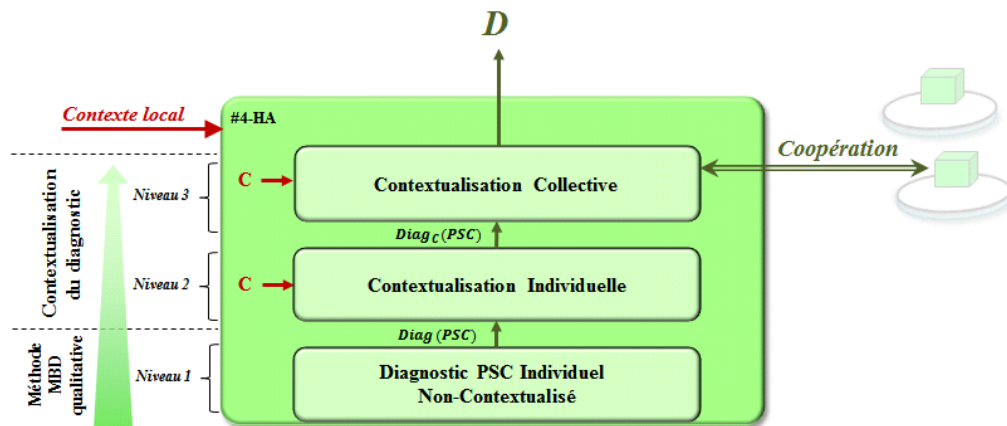 D
Contexte local
#4-HA
Coopération
Contextualisation
du diagnostic
Niveau 3
C
Contextualisation Collective
Diag_C(PSC)
Niveau 2
C
Contextualisation Individuelle
Diag (PSC)
Méthode
MBD
qualitative
Niveau 1
Diagnostic PSC Individuel
Non-Contextualisé